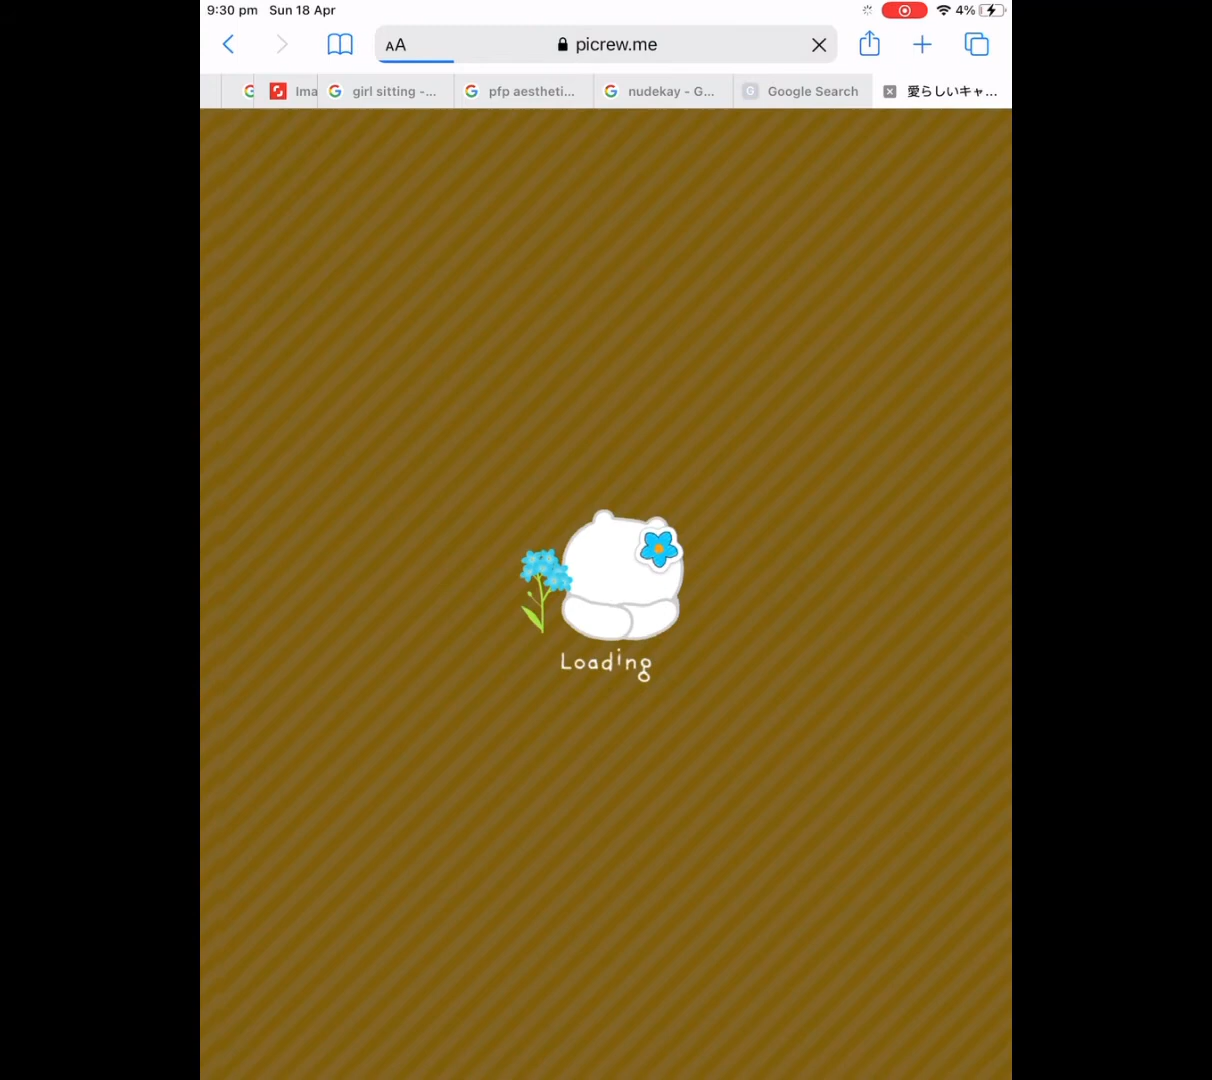 9:30 pm Sun 18 Apr
4%
AA picrew.me
Ima
girl sitting -...
pfp aestheti...
nudekay - G...
G Google Search
愛らしいキャ...
Loading